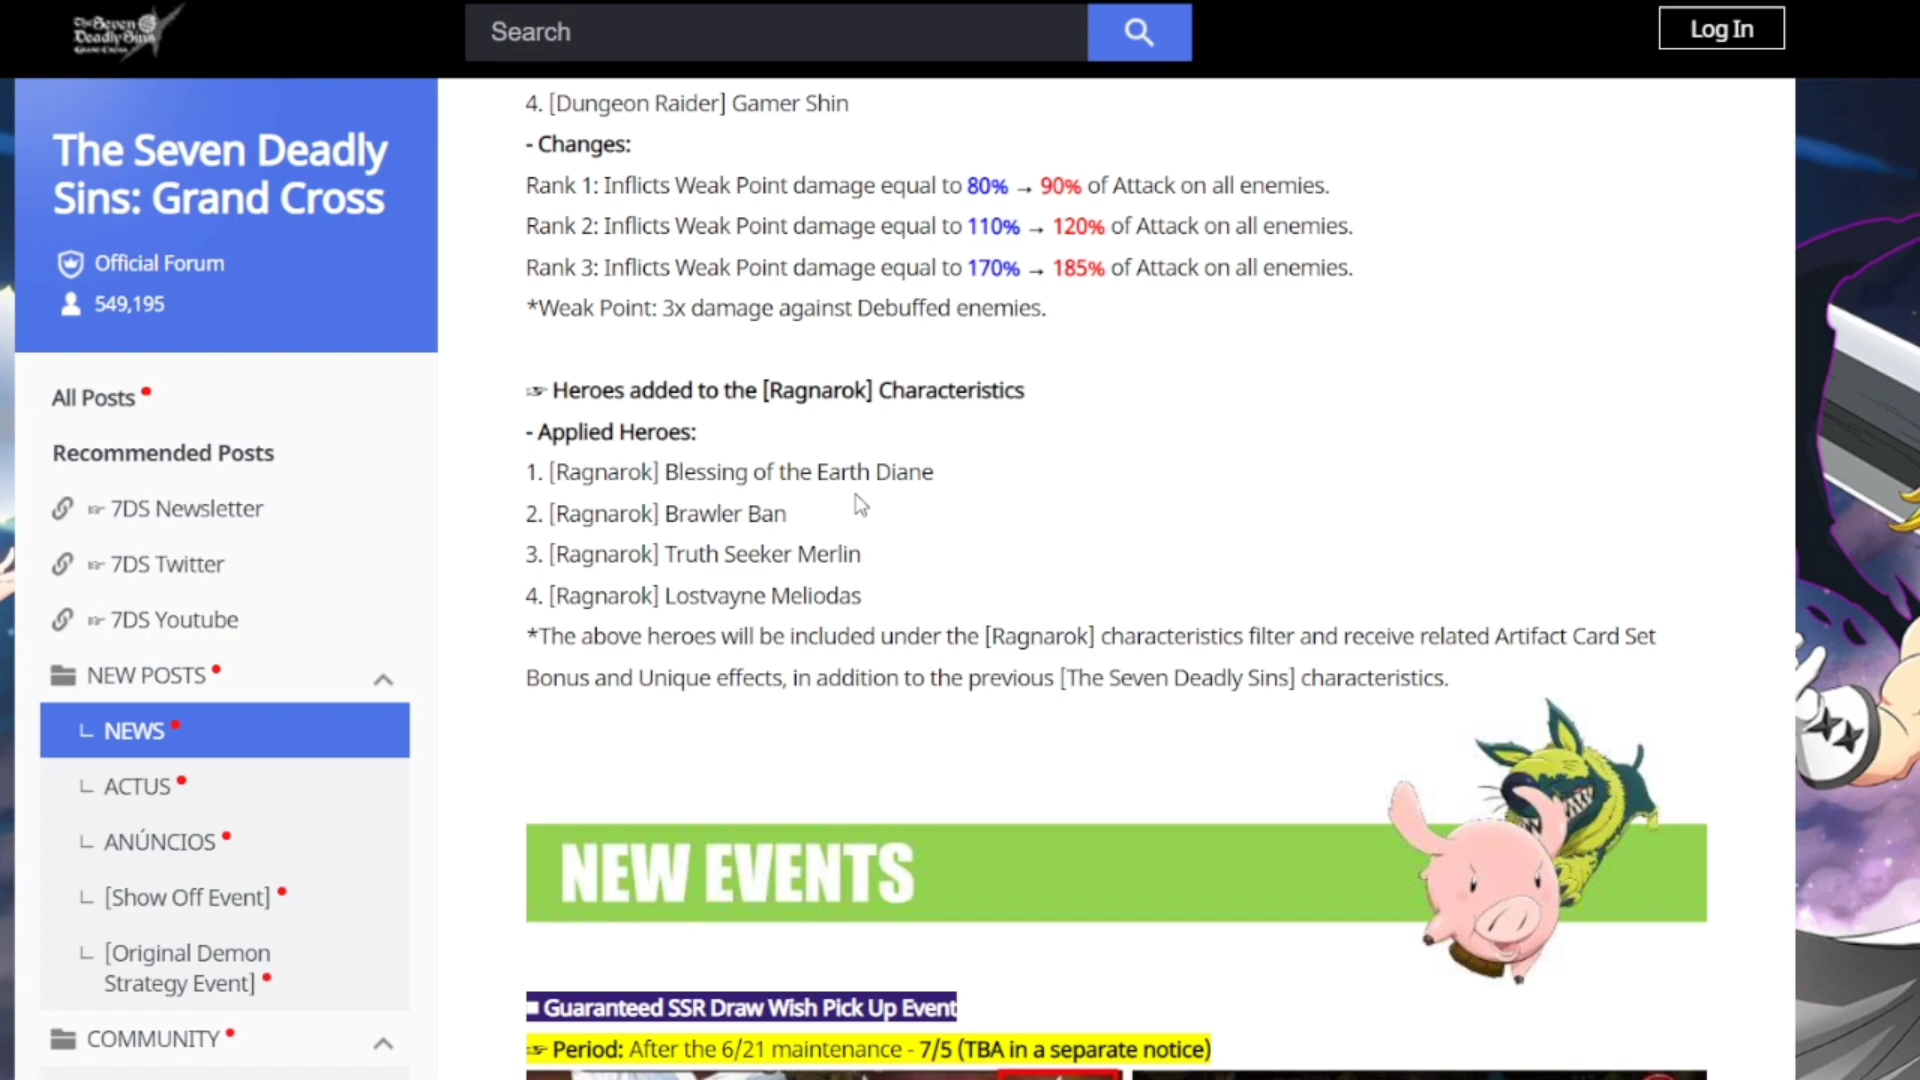 The Seven
Deadly Sins
GRAND CROSS
Search
Log In
The Seven Deadly
Sins: Grand Cross
Official Forum
549,195
All Posts
Recommended Posts
☞ 7DS Newsletter
☞ 7DS Twitter
☞ 7DS Youtube
NEW POSTS
NEWS
ACTUS
ANÚNCIOS
[Show Off Event]
[Original Demon
Strategy Event]
COMMUNITY
4. [Dungeon Raider] Gamer Shin
- Changes:
Rank 1: Inflicts Weak Point damage equal to 80% → 90% of Attack on all enemies.
Rank 2: Inflicts Weak Point damage equal to 110% → 120% of Attack on all enemies.
Rank 3: Inflicts Weak Point damage equal to 170% → 185% of Attack on all enemies.
*Weak Point: 3x damage against Debuffed enemies.
☞ Heroes added to the [Ragnarok] Characteristics
- Applied Heroes:
1. [Ragnarok] Blessing of the Earth Diane
2. [Ragnarok] Brawler Ban
3. [Ragnarok] Truth Seeker Merlin
4. [Ragnarok] Lostvayne Meliodas
*The above heroes will be included under the [Ragnarok] characteristics filter and receive related Artifact Card Set
Bonus and Unique effects, in addition to the previous [The Seven Deadly Sins] characteristics.
NEW EVENTS
■ Guaranteed SSR Draw Wish Pick Up Event
☞ Period: After the 6/21 maintenance - 7/5 (TBA in a separate notice)